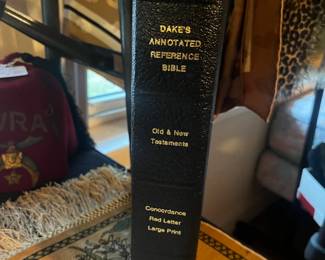 DAKE'S
ANNOTATED
REFERENCE
BIBLE
Old & New
Testaments
Concordance
Red Letter
Large Print